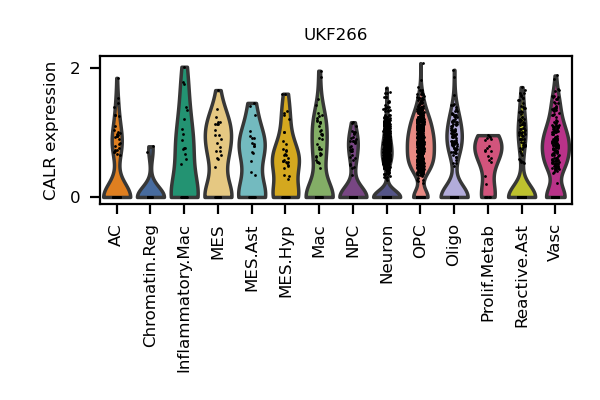 UKF266
CALR expression
2
0
AC
Chromatin.Reg
Inflammatory.Mac
MES
MES.Ast
MES.Hyp
Mac
NPC
Neuron
OPC
Oligo
Prolif.Metab
Reactive.Ast
Vasc